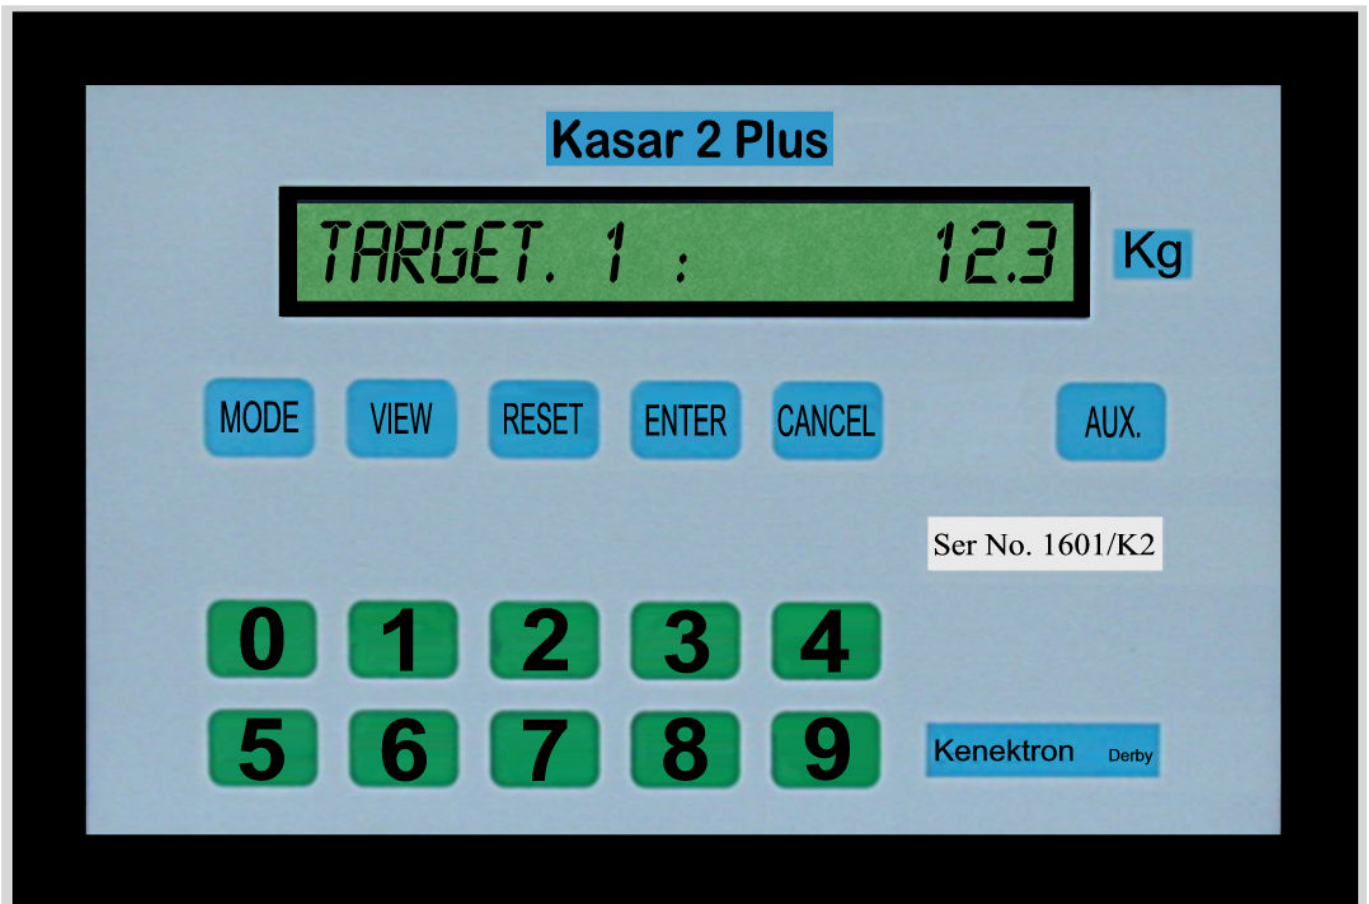 Kasar 2 Plus
TARGET. 1 : 12.3 Kg
MODE VIEW RESET ENTER CANCEL AUX.
Ser No. 1601/K2
0 1 2 3 4
5 6 7 8 9
Kenektron Derby